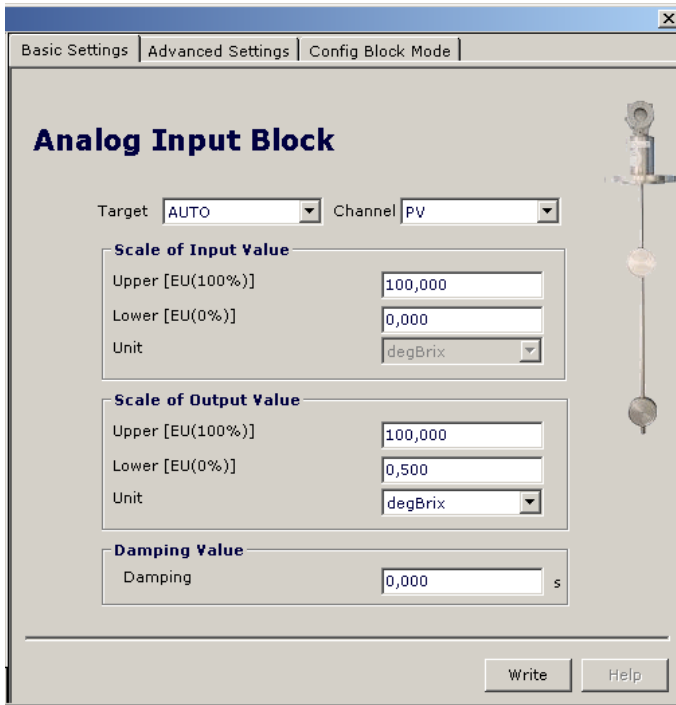 Basic Settings Advanced Settings Config Block Mode
Analog Input Block
Target AUTO Channel PV
Scale of Input Value
Upper [EU(100%)] 100,000
Lower [EU(0%)] 0,000
Unit degBrix
Scale of Output Value
Upper [EU(100%)] 100,000
Lower [EU(0%)] 0,500
Unit degBrix
Damping Value
Damping 0,000 s
Write Help